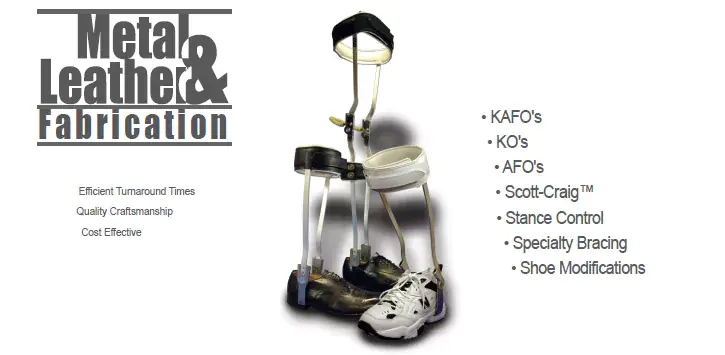 Metal
Leather &
Fabrication
Efficient Turnaround Times
Quality Craftsmanship
Cost Effective
• KAFO's
• KO's
• AFO's
• Scott-Craig™
• Stance Control
• Specialty Bracing
• Shoe Modifications